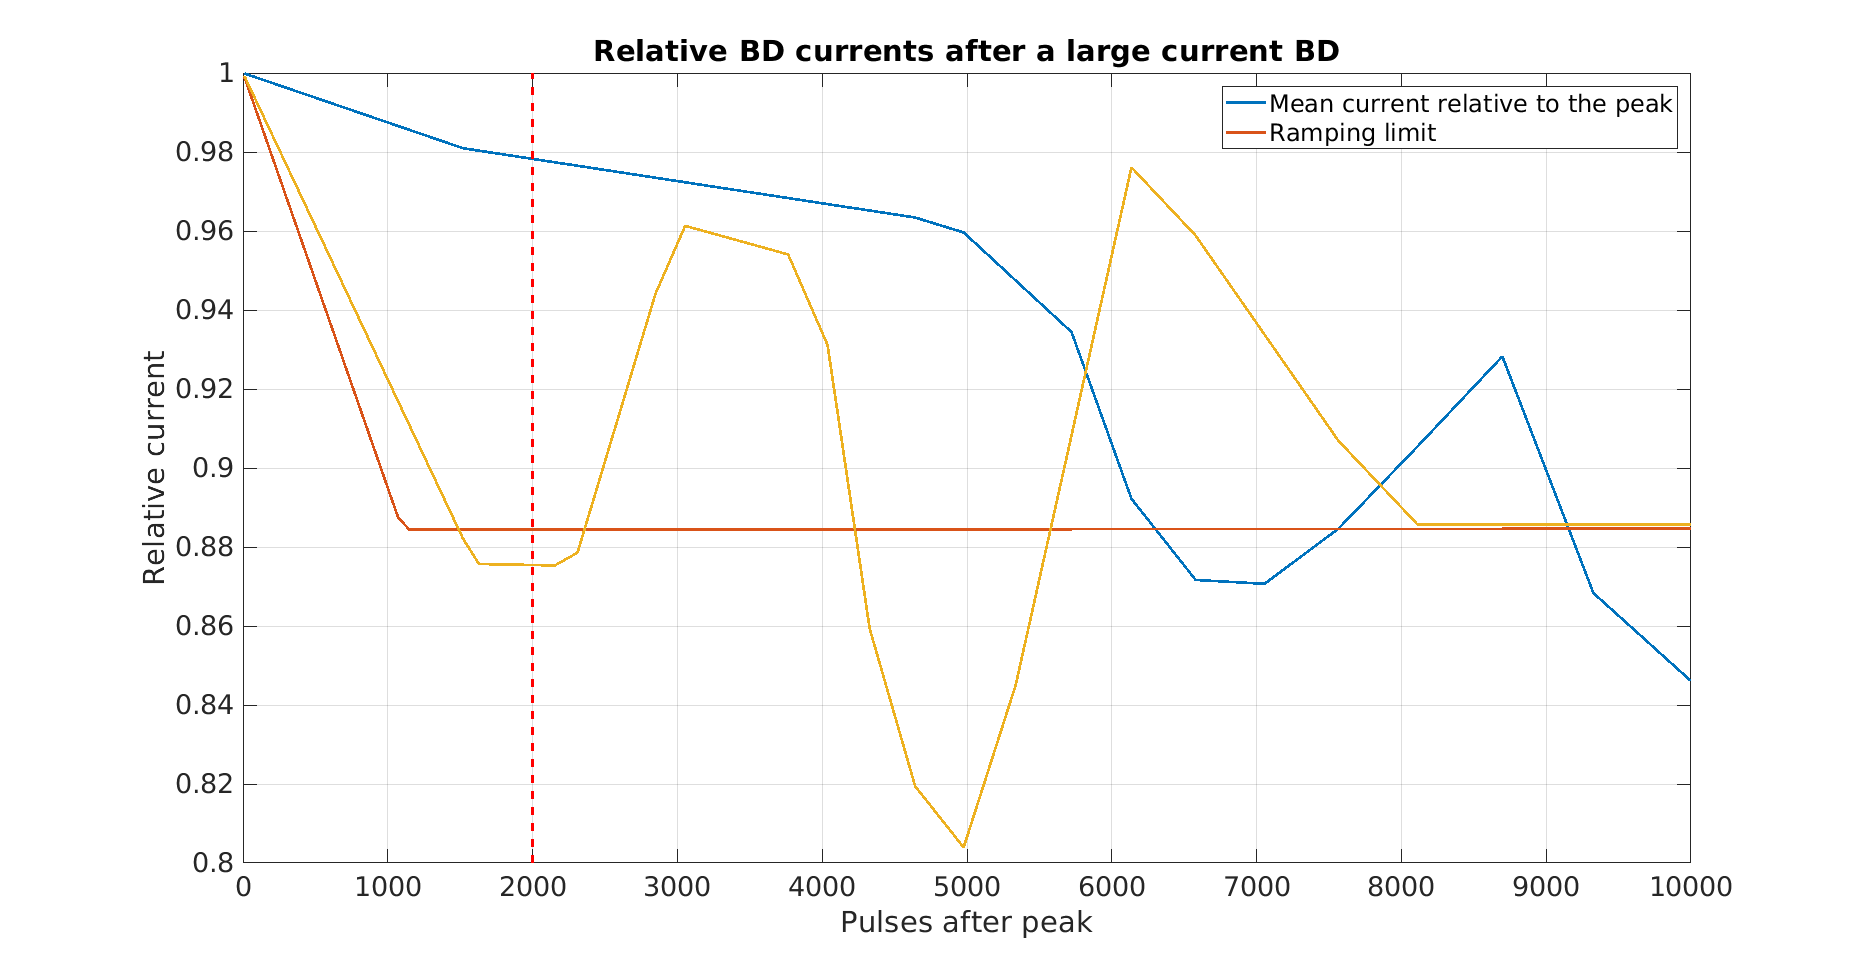 Relative BD currents after a large current BD
Mean current relative to the peak
Ramping limit
Relative current
1
0.98
0.96
0.94
0.92
0.9
0.88
0.86
0.84
0.82
0.8
0 1000 2000 3000 4000 5000 6000 7000 8000 9000 10000
Pulses after peak